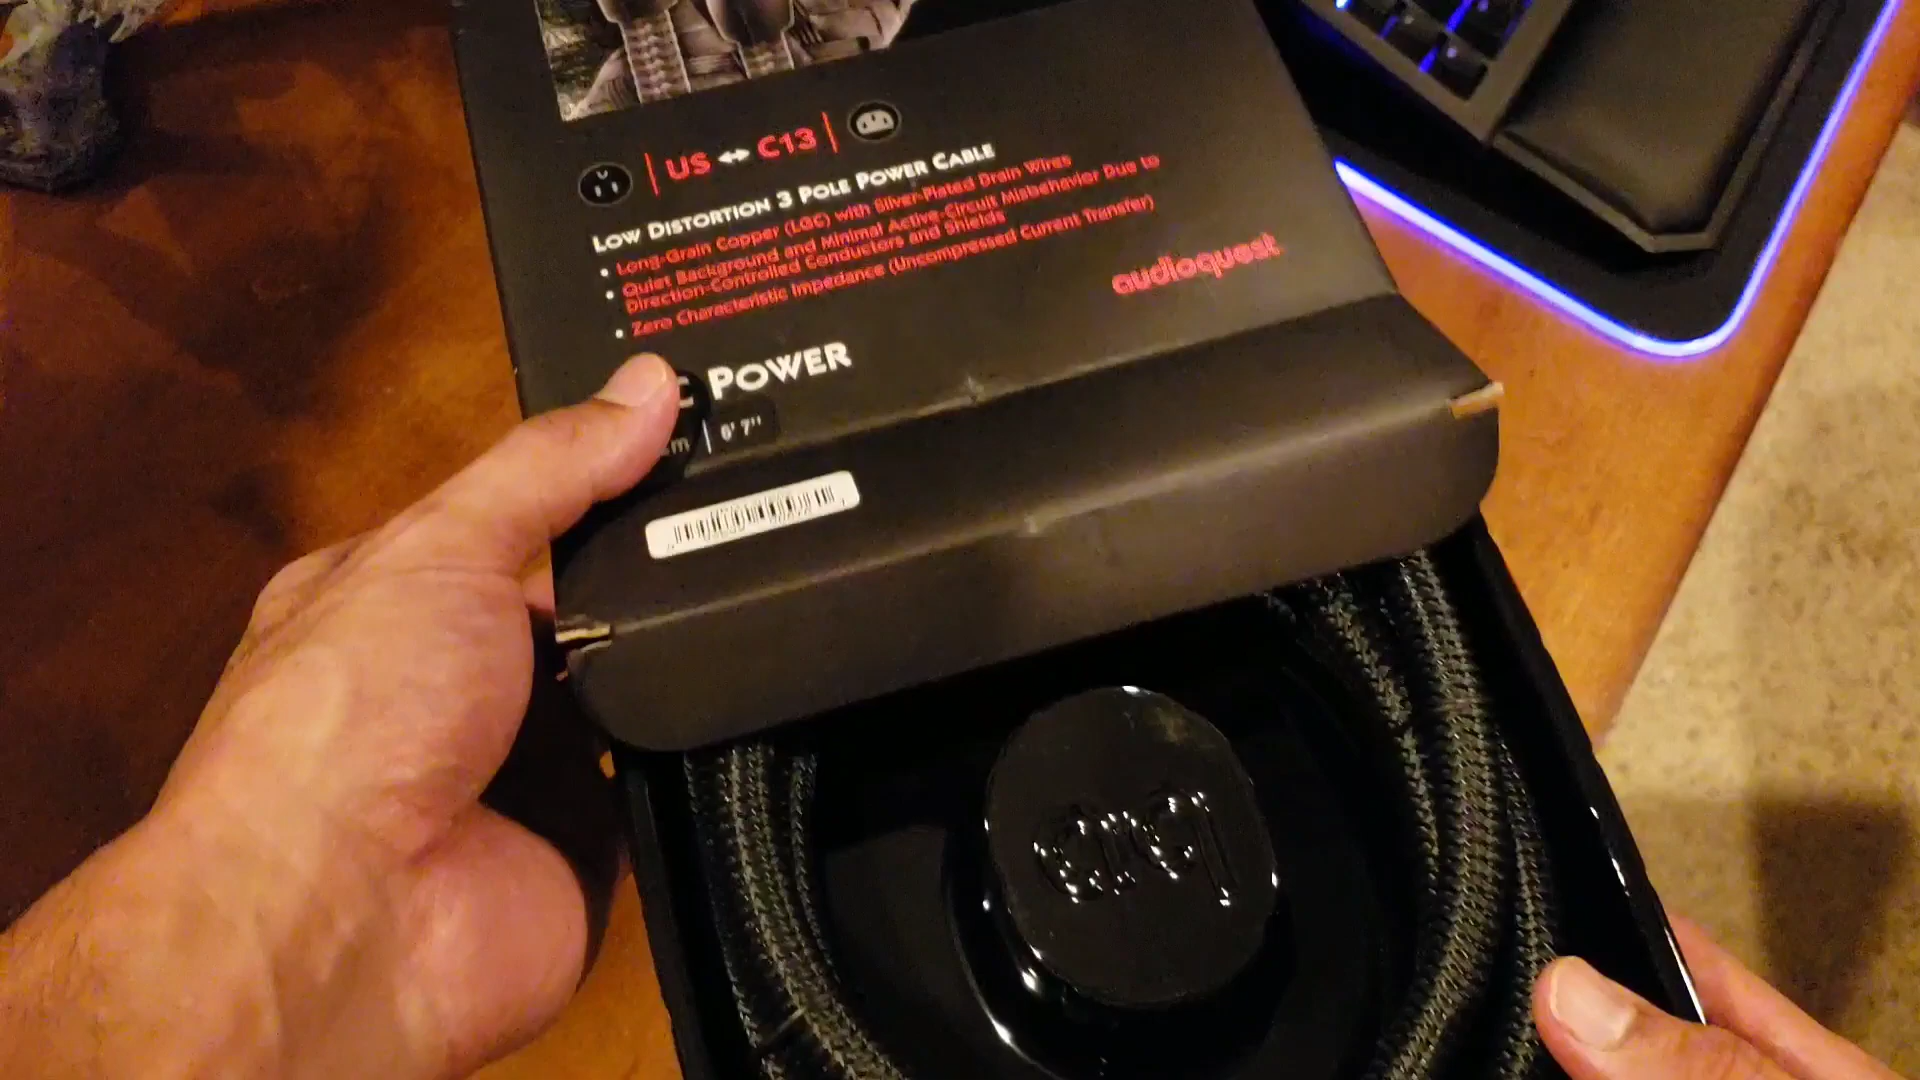 US ↔ C13
Low Distortion 3 Pole Power Cable
• Long-Grain Copper (LGC) with Silver-Plated Drain Wires
• Quiet Background and Minimal Active-Circuit Misbehavior Due to
Direction-Controlled Conductors and Shields
• Zero Characteristic Impedance (Uncompressed Current Transfer)
audioquest
Power
m | 6' 7"